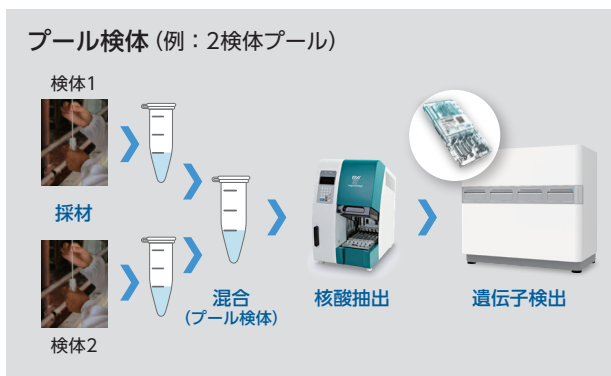 プール検体（例：2検体プール）
検体1
採材
検体2
混合
（プール検体）
核酸抽出
遺伝子検出